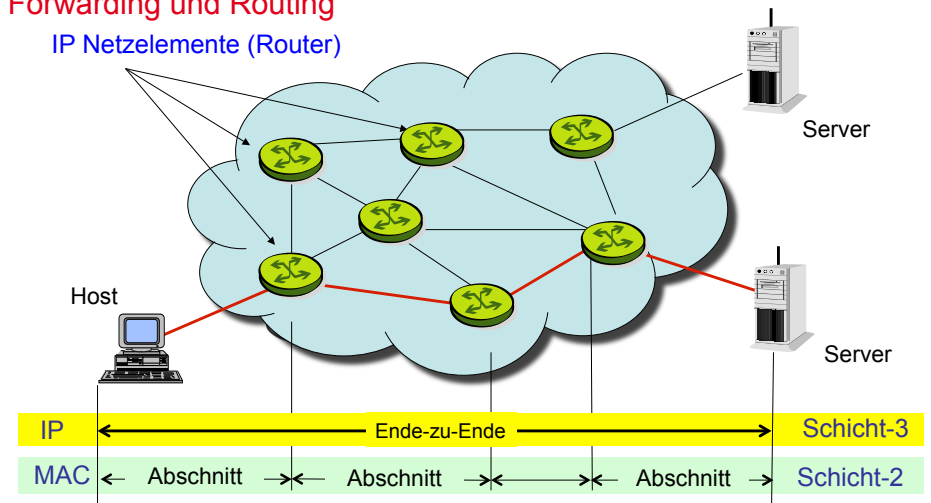 Forwarding und Routing
IP Netzelemente (Router)
Server
Host
Server
IP Ende-zu-Ende Schicht-3
MAC Abschnitt Abschnitt Abschnitt Schicht-2